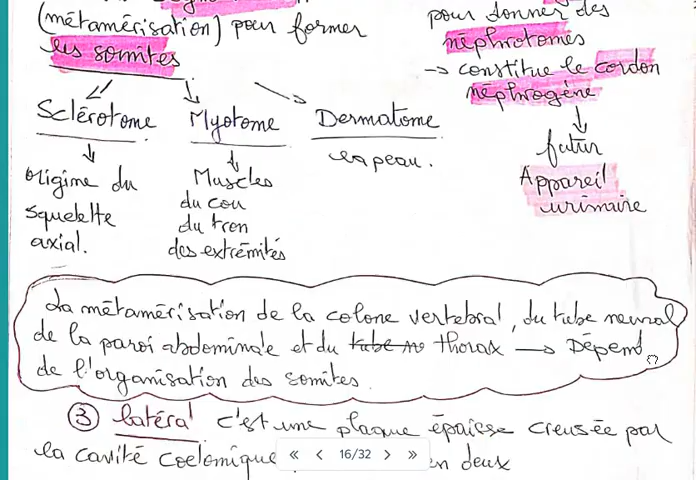 (métamérisation) pour former
les somites
Sclérotome
Myotome
Dermatome
origine du
squelette
axial.
Muscles
du cou
du tron
des extrémités
la peau.
pour donner des
néphrotomes
→ constitue le cordon
néphrogène
futur
Appareil
urinaire
La métamérisation de la colone vertebral, du tube neural
de la paroi abdominale et du thorax → Dépend
de l'organisation des somites.
③ latéral c'est une plaque épaisse creusée par
la cavité coelomique en deux
16/32